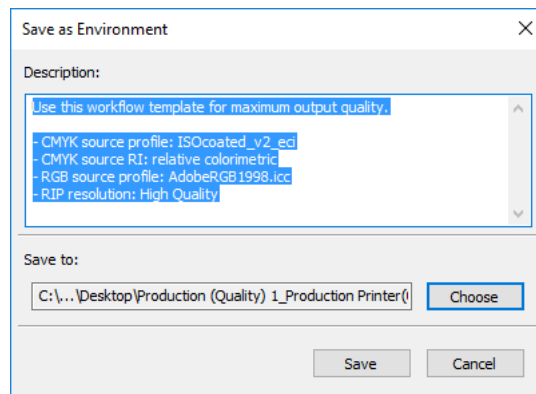 Save as Environment
Description:
Use this workflow template for maximum output quality.
- CMYK source profile: ISOcoated_v2_eci
- CMYK source RI: relative colorimetric
- RGB source profile: AdobeRGB1998.icc
- RIP resolution: High Quality
Save to:
C:\...\Desktop\Production (Quality) 1_Production Printer(
Choose
Save
Cancel